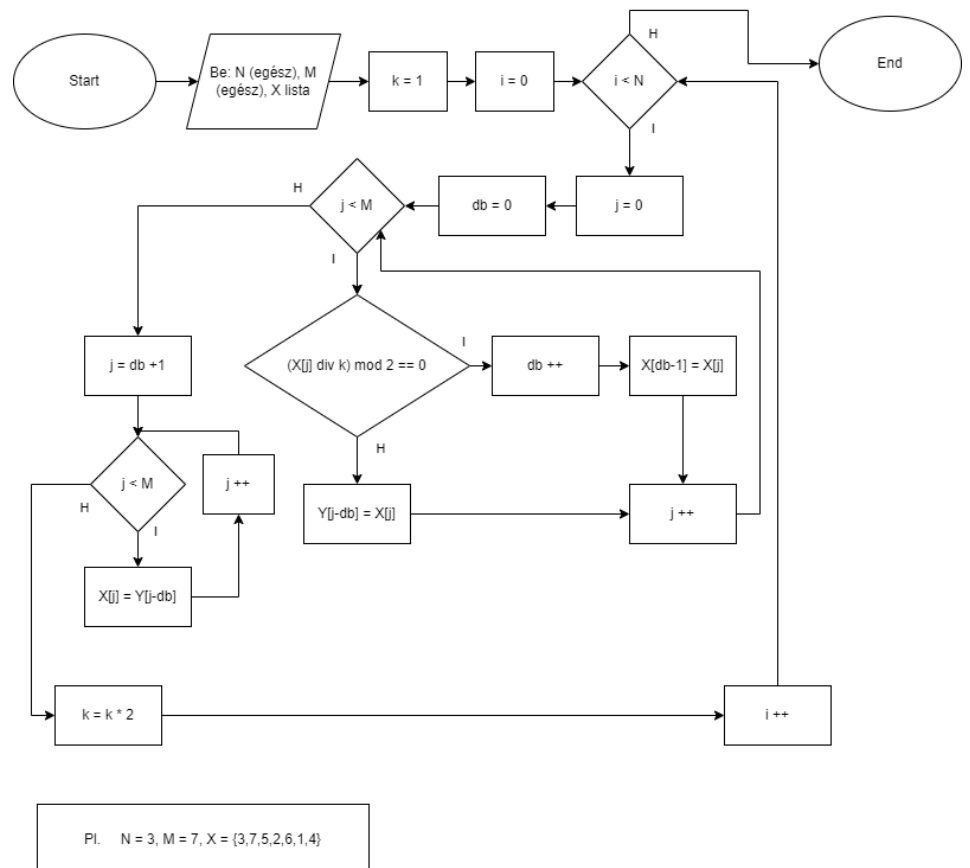 Start
Be: N (egész), M
(egész), X lista
k = 1
i = 0
i < N
H
End
I
j = 0
db = 0
j < M
H
I
(X[j] div k) mod 2 == 0
I
db ++
X[db-1] = X[j]
H
Y[j-db] = X[j]
j ++
j = db +1
j < M
H
I
j ++
X[j] = Y[j-db]
k = k * 2
i ++
Pl. N = 3, M = 7, X = {3,7,5,2,6,1,4}